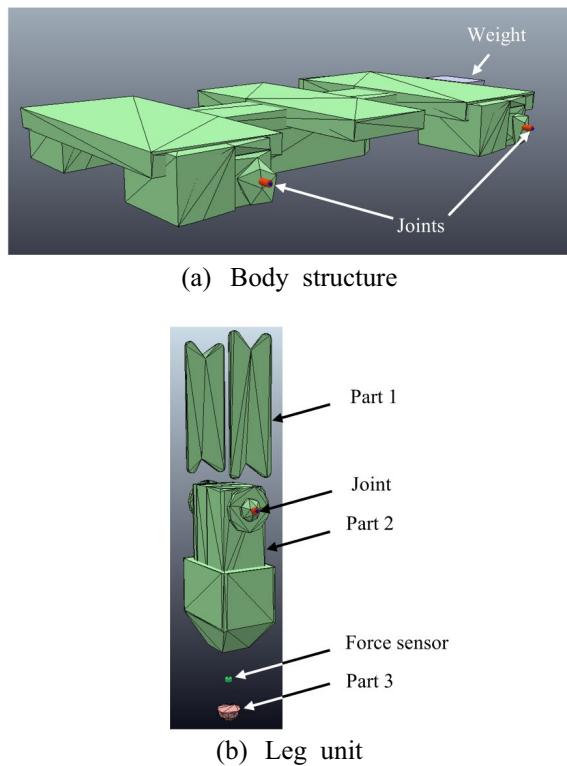 Weight
Joints
(a) Body structure
Part 1
Joint
Part 2
Force sensor
Part 3
(b) Leg unit